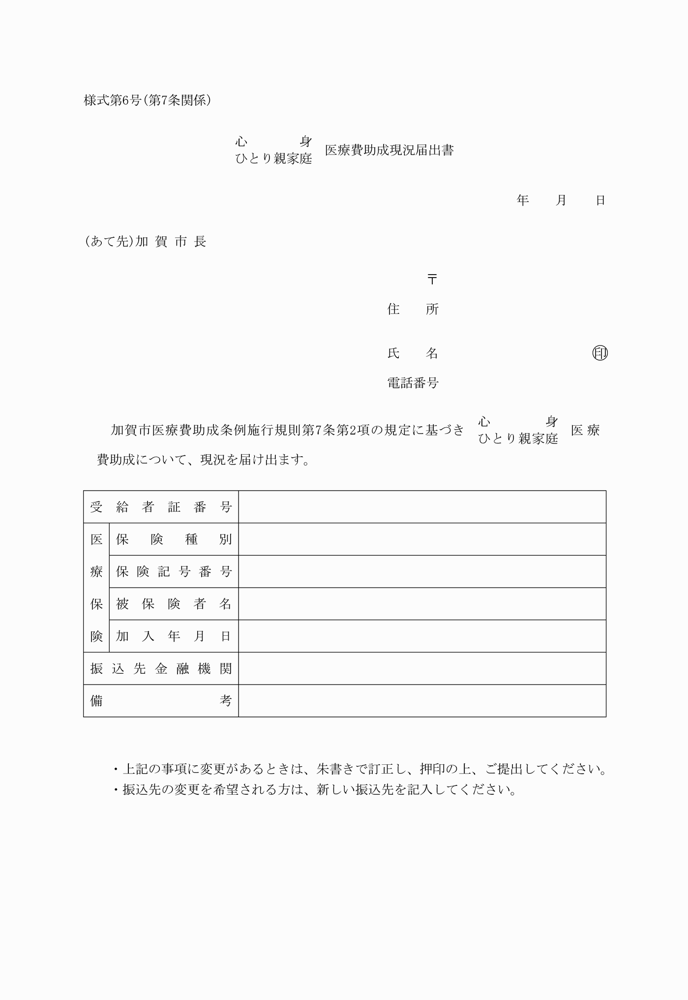 様式第6号(第7条関係)
心身
ひとり親家庭
医療費助成現況届出書
年 月 日
(あて先)加 賀 市 長
〒
住 所
氏 名 ㊞
電話番号
加賀市医療費助成条例施行規則第7条第2項の規定に基づき
心身
ひとり親家庭
医療
費助成について、現況を届け出ます。
受給者証番号
医療保険
保険種別
保険記号番号
被保険者名
加入年月日
振込先金融機関
備考
・上記の事項に変更があるときは、朱書きで訂正し、押印の上、ご提出してください。
・振込先の変更を希望される方は、新しい振込先を記入してください。